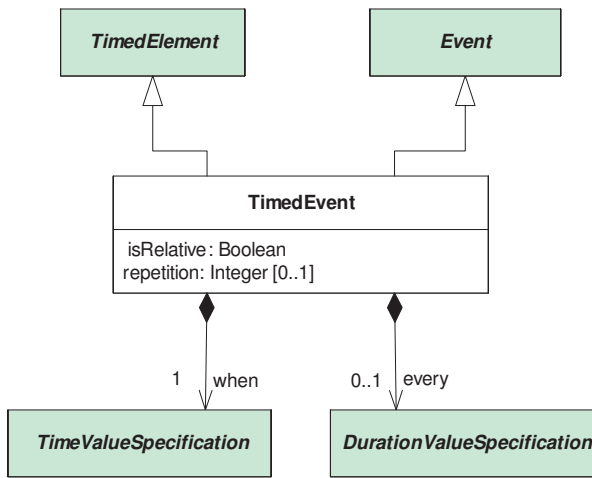 TimedElement
Event
TimedEvent
isRelative: Boolean
repetition: Integer [0..1]
1 when
0..1 every
TimeValueSpecification
DurationValueSpecification